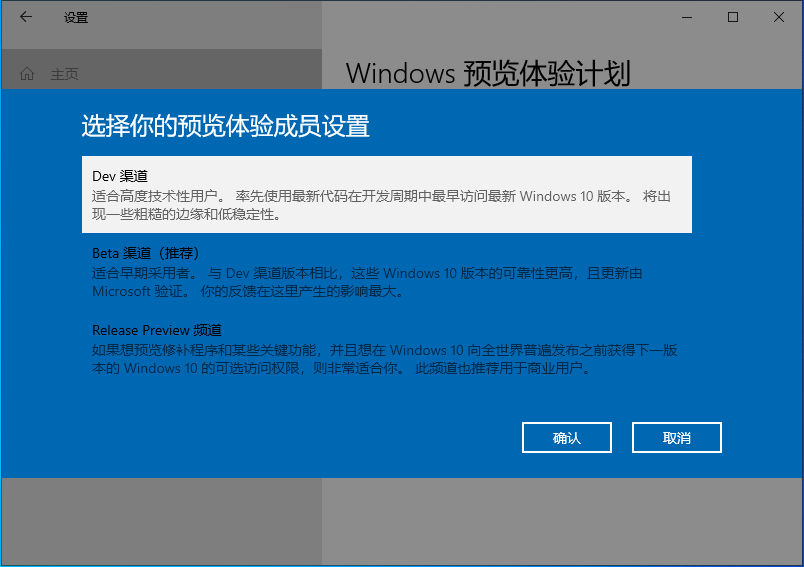 设置
主页
Windows 预览体验计划
选择你的预览体验成员设置
Dev 渠道
适合高度技术性用户。 率先使用最新代码在开发周期中最早访问最新 Windows 10 版本。 将出
现一些粗糙的边缘和低稳定性。
Beta 渠道（推荐）
适合早期采用者。 与 Dev 渠道版本相比，这些 Windows 10 版本的可靠性更高，且更新由
Microsoft 验证。 你的反馈在这里产生的影响最大。
Release Preview 频道
如果想预览修补程序和某些关键功能，并且想在 Windows 10 向全世界普遍发布之前获得下一版
本的 Windows 10 的可选访问权限，则非常适合你。 此频道也推荐用于商业用户。
确认
取消